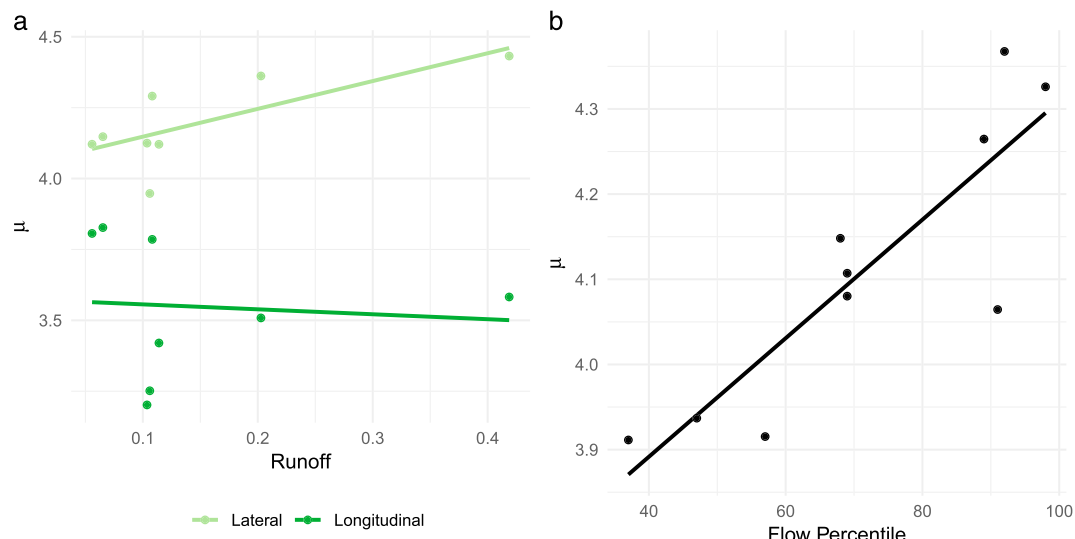 a
4.5
4.0
3.5
μ
0.1 0.2 0.3 0.4
Runoff
Lateral Longitudinal
b
4.3
4.2
4.1
4.0
3.9
μ
40 60 80 100
Flow Percentile